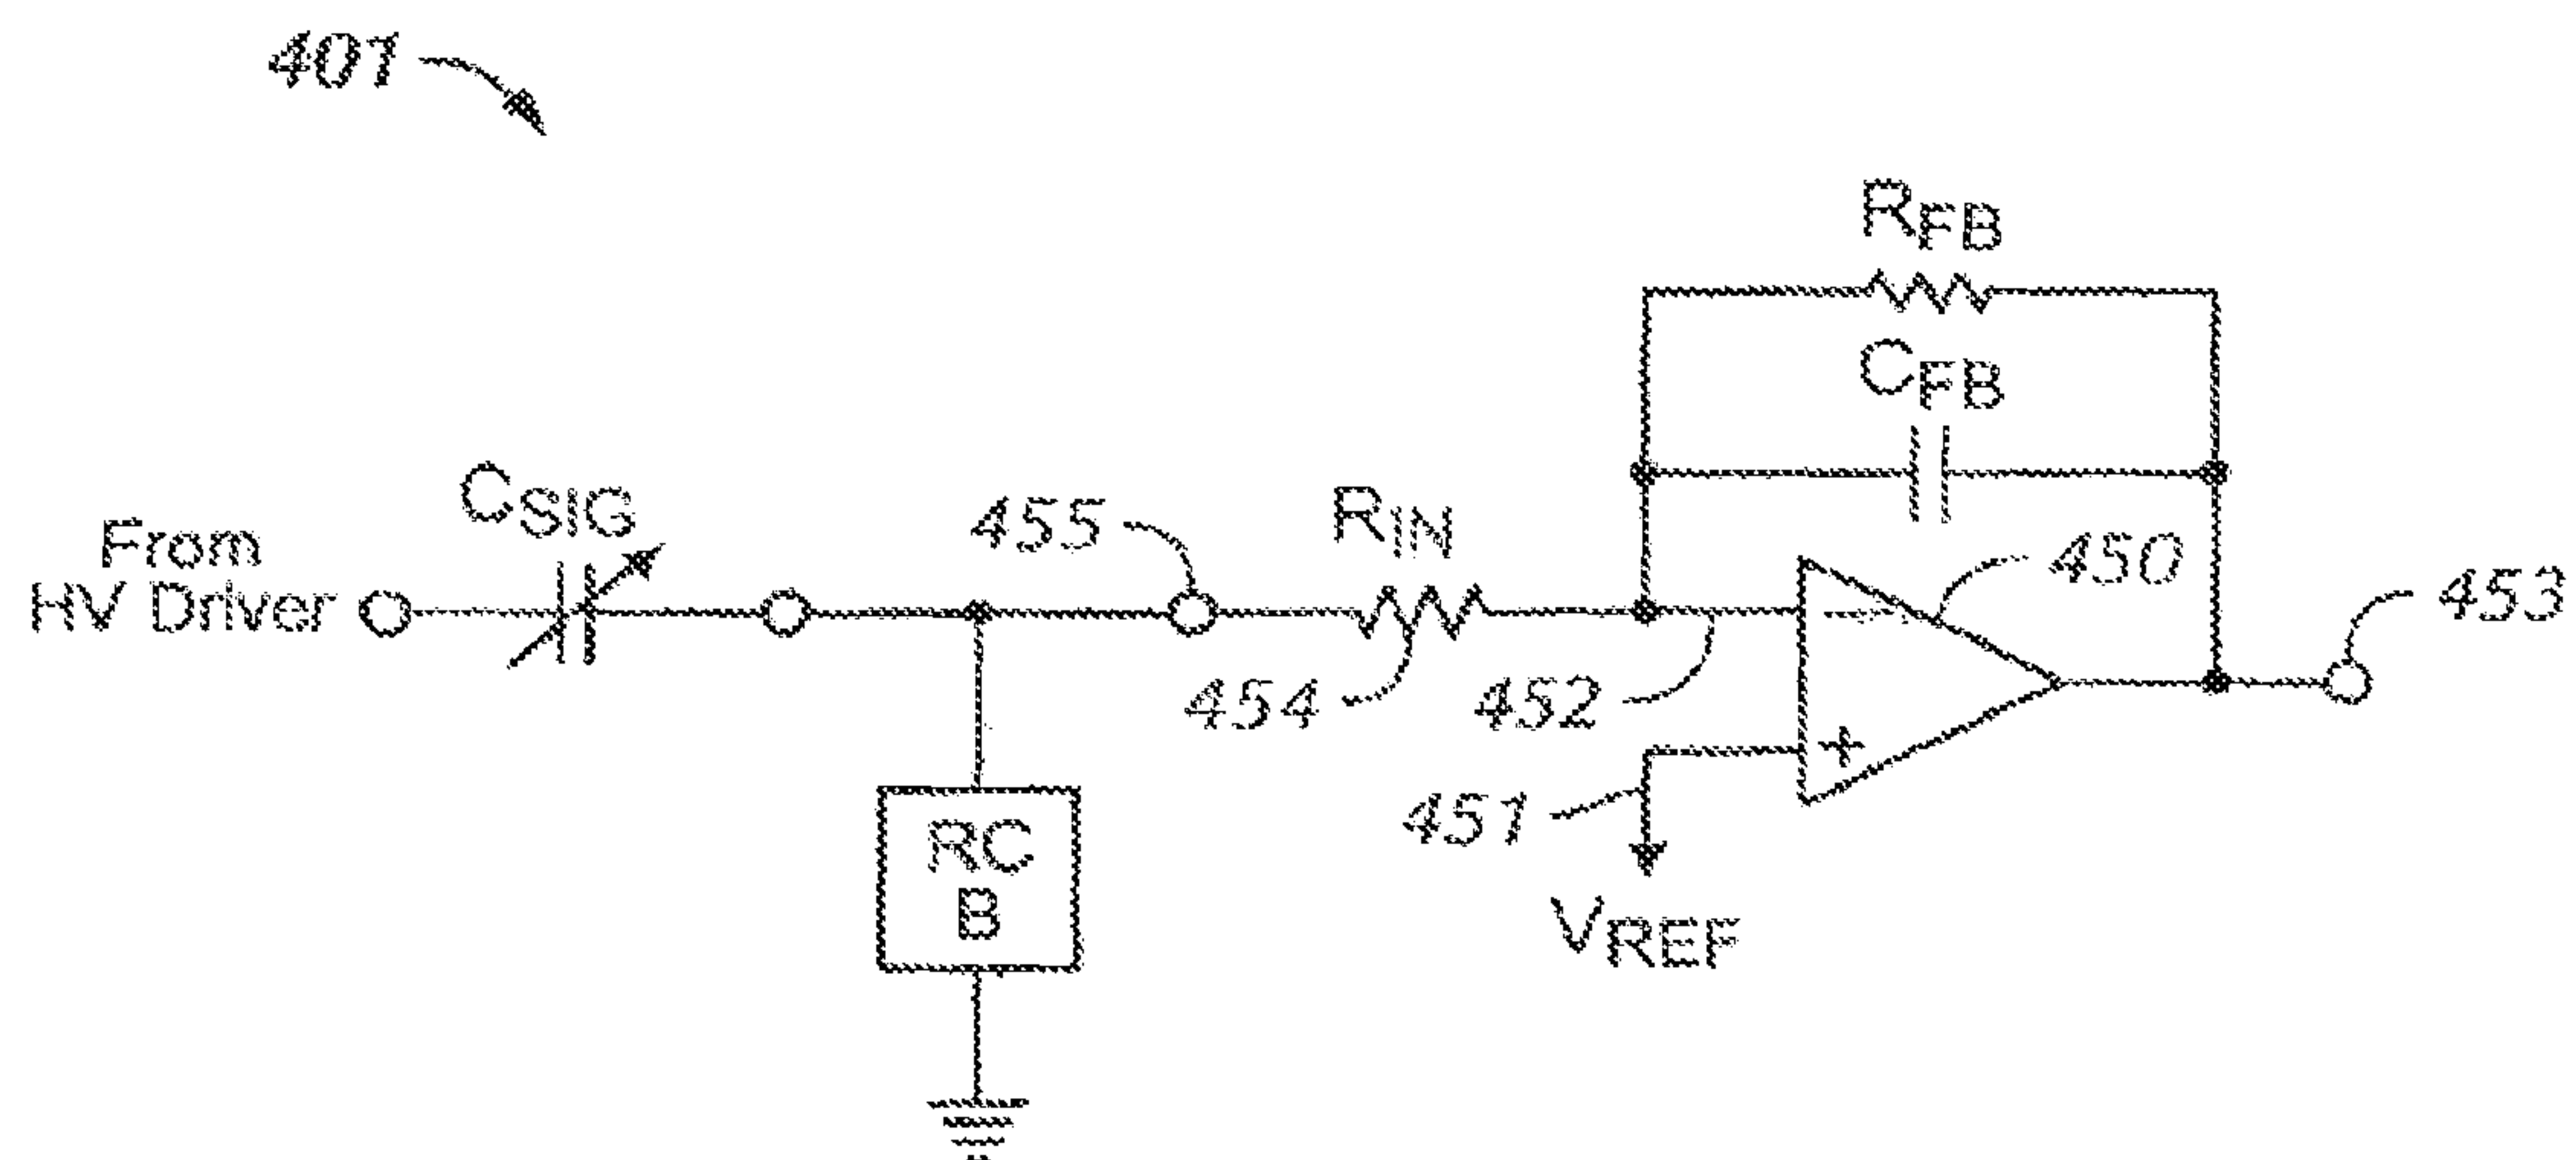 401
RFB
CFB
CSIG
From
HV Driver
455
RIN
450
453
454
452
−
+
451
VREF
RC
B